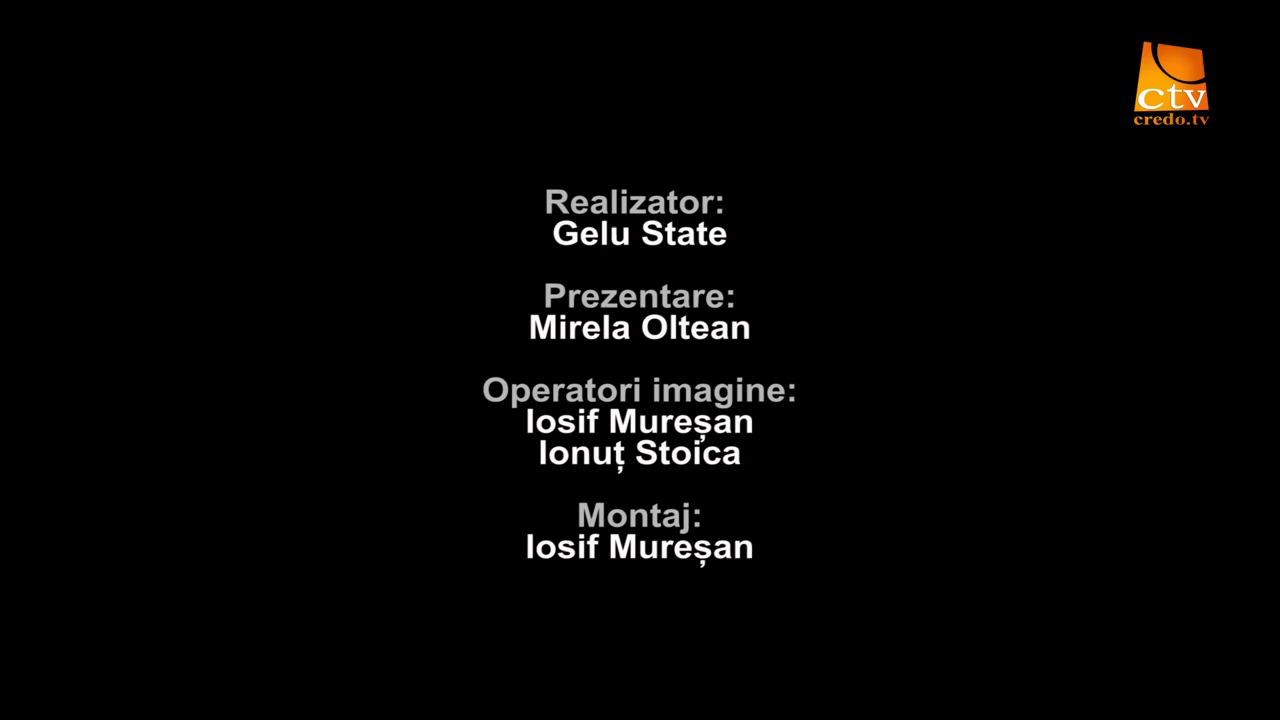 ctv
credo.tv
Realizator:
Gelu State
Prezentare:
Mirela Oltean
Operatori imagine:
Iosif Mureșan
Ionuț Stoica
Montaj:
Iosif Mureșan